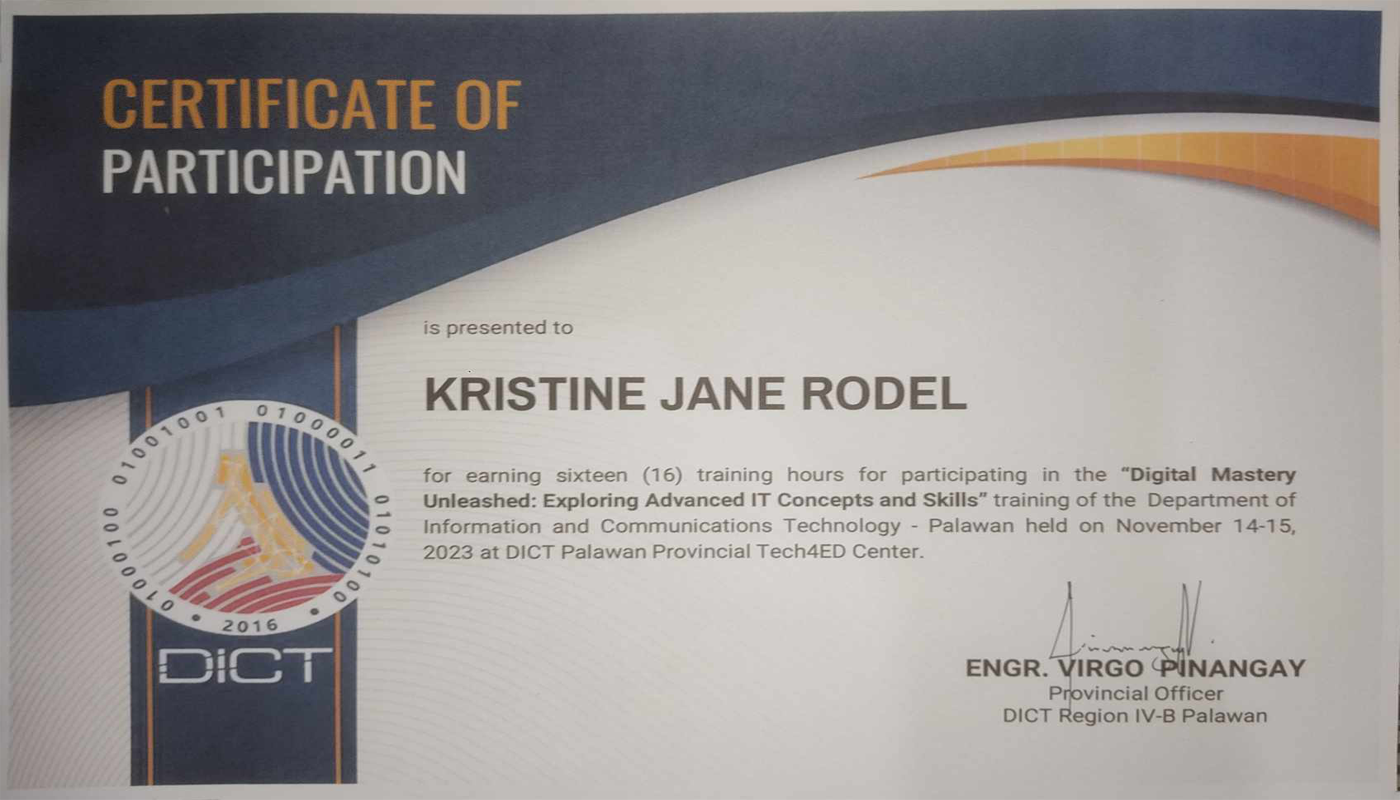 CERTIFICATE OF
PARTICIPATION
is presented to
KRISTINE JANE RODEL
for earning sixteen (16) training hours for participating in the “Digital Mastery
Unleashed: Exploring Advanced IT Concepts and Skills” training of the Department of
Information and Communications Technology - Palawan held on November 14-15,
2023 at DICT Palawan Provincial Tech4ED Center.
01000100 01001001 01000011 01010100
2016
DICT
ENGR. VIRGO PINANGAY
Provincial Officer
DICT Region IV-B Palawan